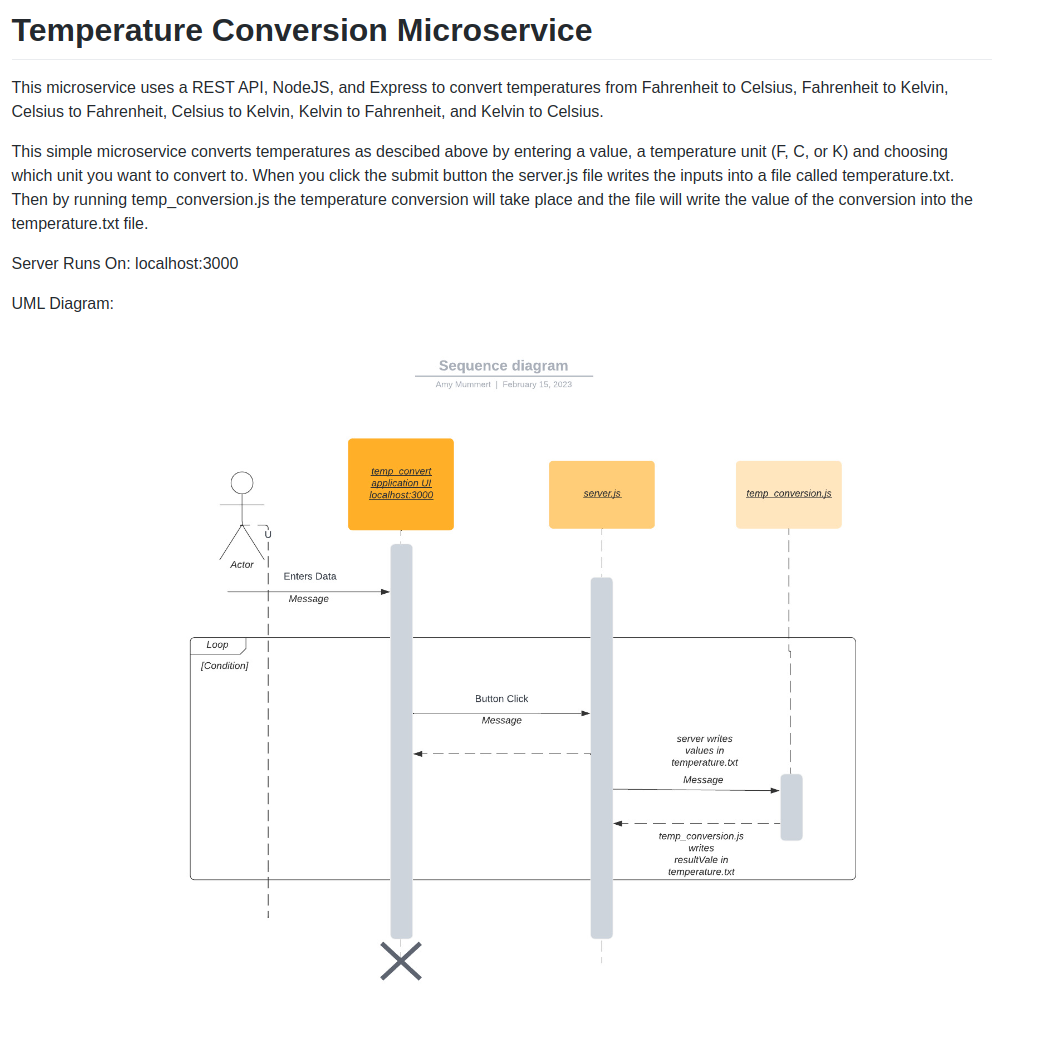 Temperature Conversion Microservice
This microservice uses a REST API, NodeJS, and Express to convert temperatures from Fahrenheit to Celsius, Fahrenheit to Kelvin,
Celsius to Fahrenheit, Celsius to Kelvin, Kelvin to Fahrenheit, and Kelvin to Celsius.
This simple microservice converts temperatures as descibed above by entering a value, a temperature unit (F, C, or K) and choosing
which unit you want to convert to. When you click the submit button the server.js file writes the inputs into a file called temperature.txt.
Then by running temp_conversion.js the temperature conversion will take place and the file will write the value of the conversion into the
temperature.txt file.
Server Runs On: localhost:3000
UML Diagram:
Sequence diagram
Amy Mummert | February 15, 2023
temp_convert
application UI
localhost:3000
server.js
temp_conversion.js
Actor
Enters Data
Message
Loop
[Condition]
Button Click
Message
server writes
values in
temperature.txt
Message
temp_conversion.js
writes
resultVale in
temperature.txt